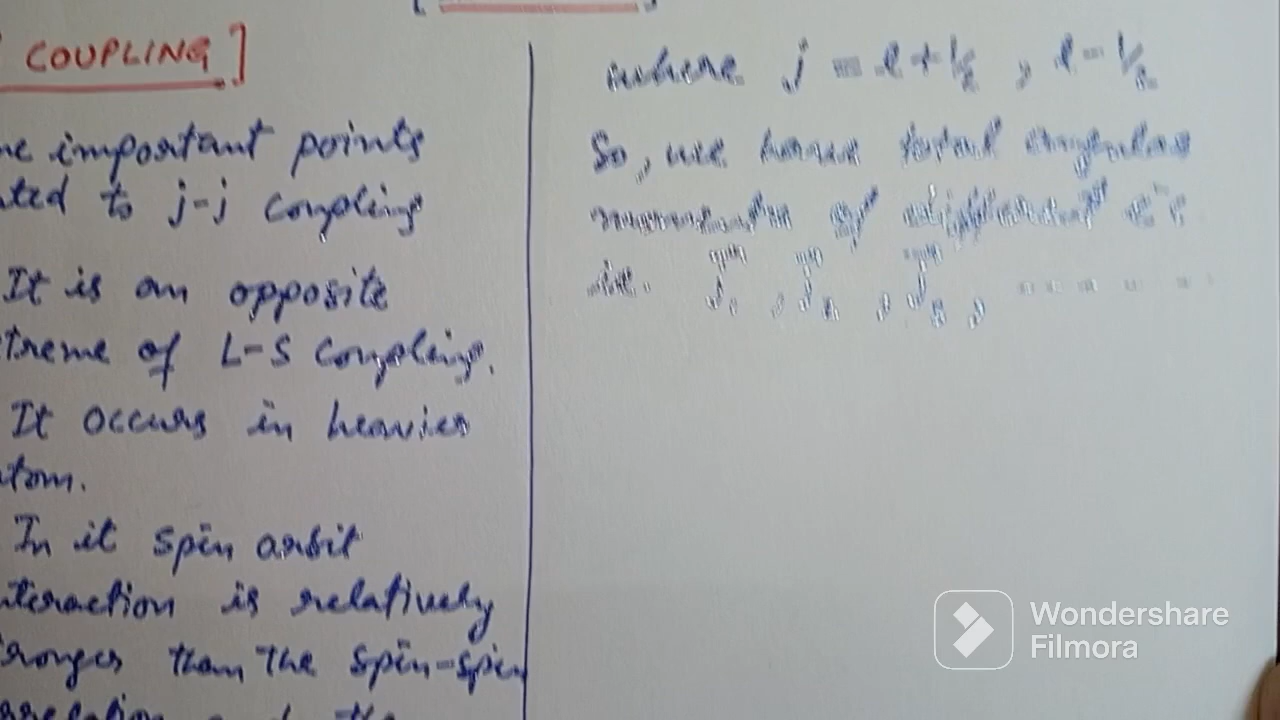 COUPLING]
ne important points
ted to j-j coupling
It is an opposite
treme of L-S coupling.
It occurs in heavier
tom.
In it spin orbit
nteraction is relatively
ronger than the spin-spin
where j = l + 1/2 , l - 1/2
So, we have total angular
momenta of different e⁻s
i.e. J₁ , J₂ , J₃ , - - - - - -
Wondershare
Filmora